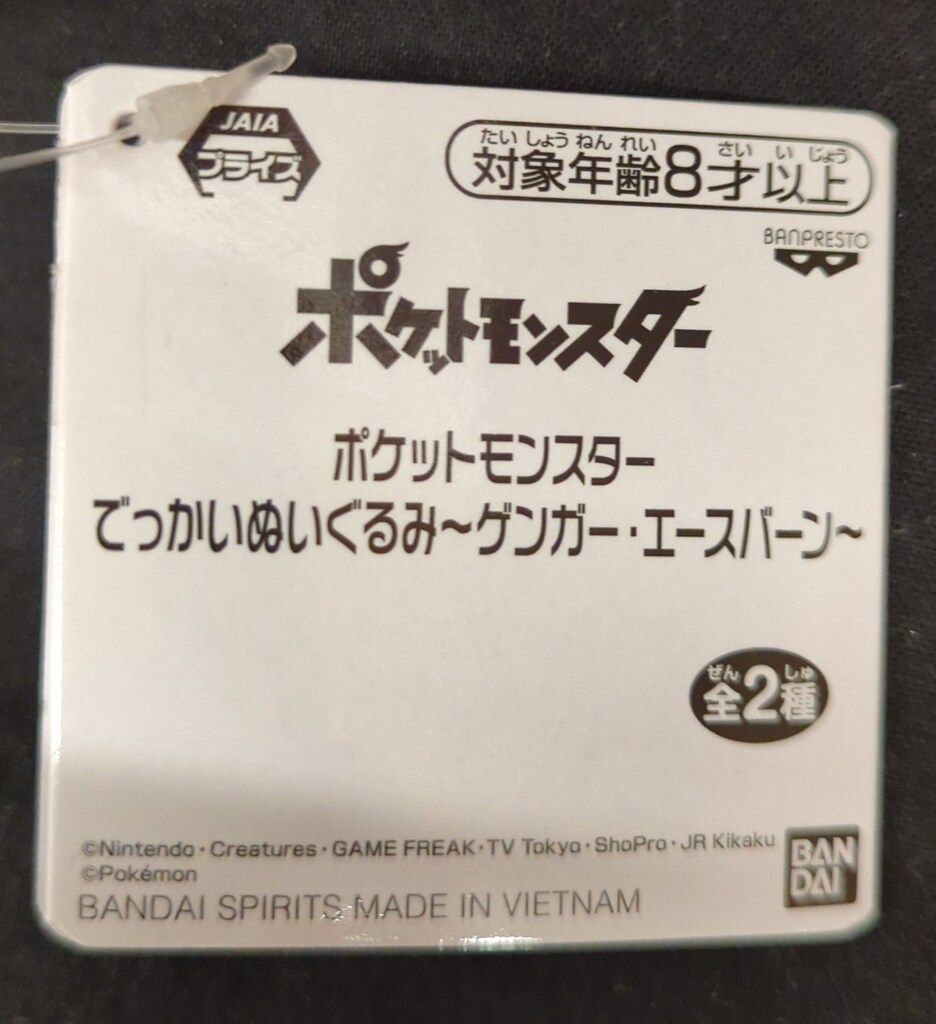 JAIA
プライズ
たいしょうねんれい さいいじょう
対象年齢8才以上
BANPRESTO
ポケットモンスター
ポケットモンスター
でっかいぬいぐるみ~ゲンガー・エースバーン~
ぜん しゅ
全2種
©Nintendo・Creatures・GAME FREAK・TV Tokyo・ShoPro・JR Kikaku
©Pokémon
BANDAI SPIRITS MADE IN VIETNAM
BAN
DAI